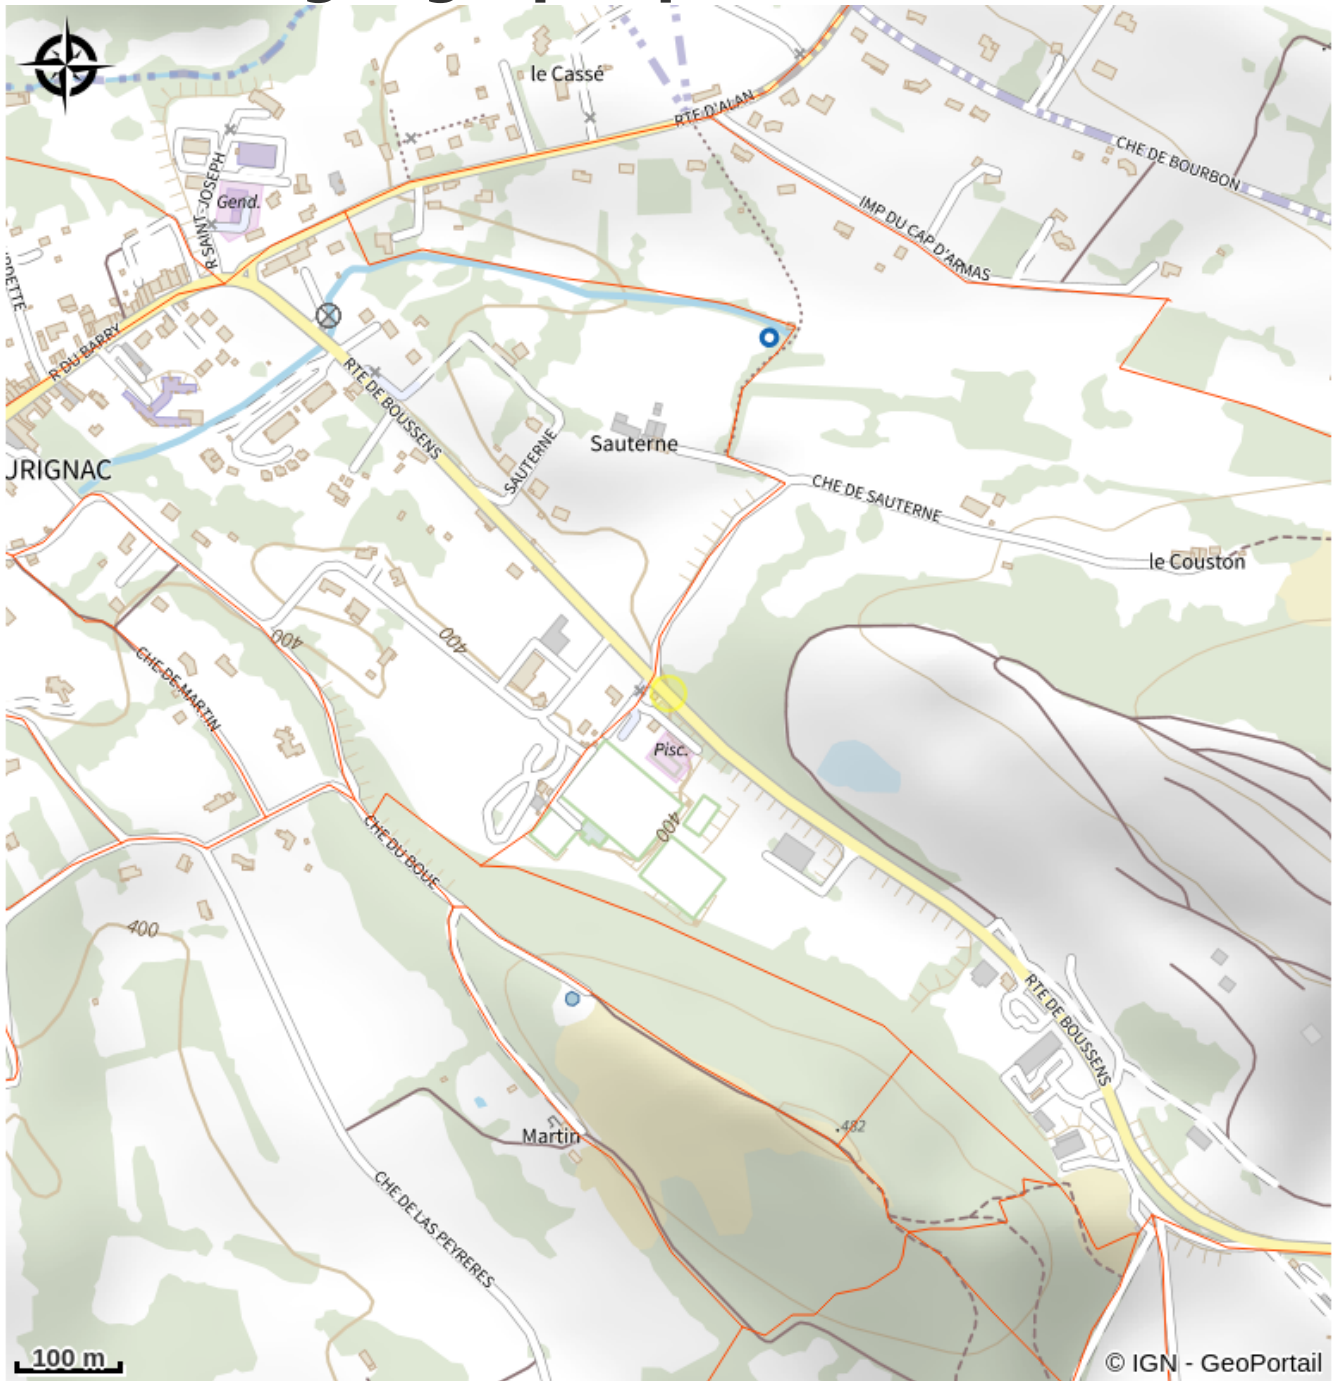 le Cassé
RTE D'ALAN
CHE DE BOURBON
R SAINT-JOSEPH
Gend.
IMP DU CAP D'ARMAS
R DU BARRY
RTE DE BOUSSENS
Sauterne
SAUTERNE
URIGNAC
CHE DE SAUTERNE
le Couston
400
400
CHE DE MARTIN
Pisc.
400
CHE DU BOUE
400
RTE DE BOUSSENS
482
Martin
CHE DE LAS PEYRERES
100 m
© IGN - GeoPortail